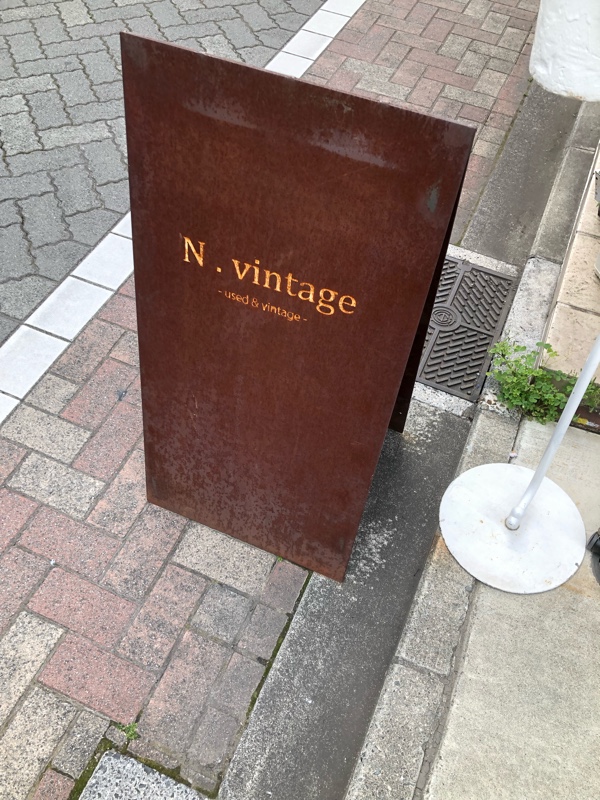 N . vintage
- used & vintage -